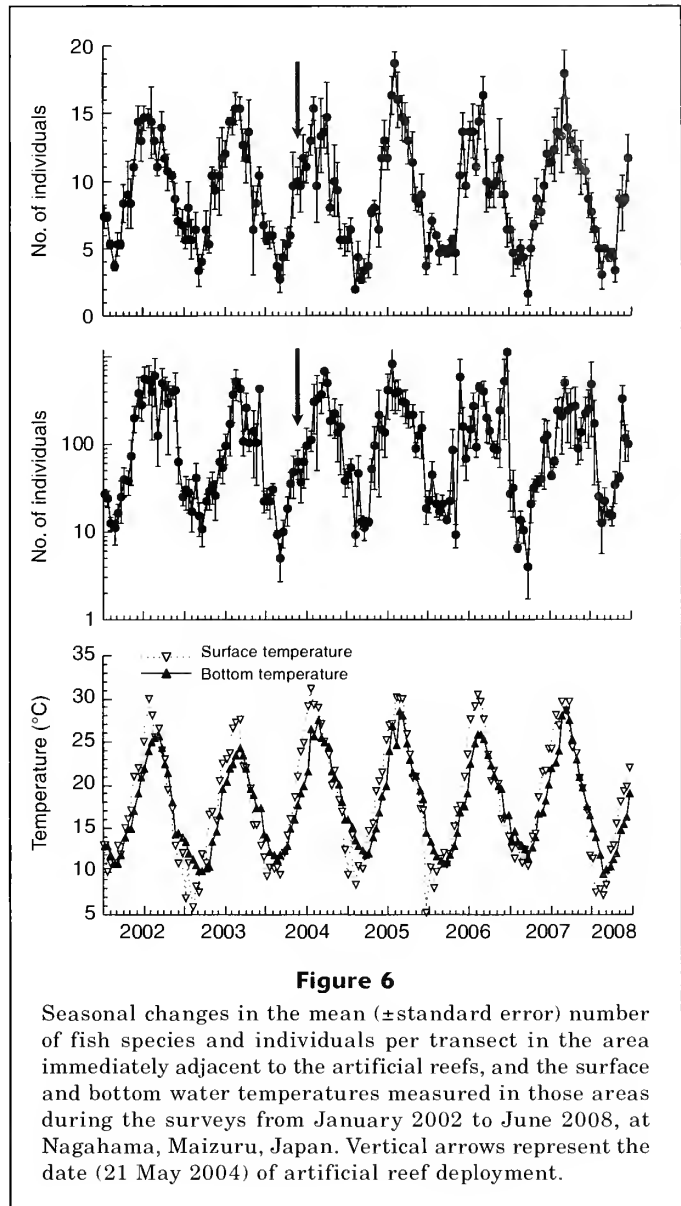 20
15
10
5
0
No. of individuals
100
10
1
No. of individuals
Surface temperature
Bottom temperature
35
30
25
20
15
10
5
Temperature (°C)
2002 2003 2004 2005 2006 2007 2008
Figure 6
Seasonal changes in the mean (±standard error) number
of fish species and individuals per transect in the area
immediately adjacent to the artificial reefs, and the surface
and bottom water temperatures measured in those areas
during the surveys from January 2002 to June 2008, at
Nagahama, Maizuru, Japan. Vertical arrows represent the
date (21 May 2004) of artificial reef deployment.